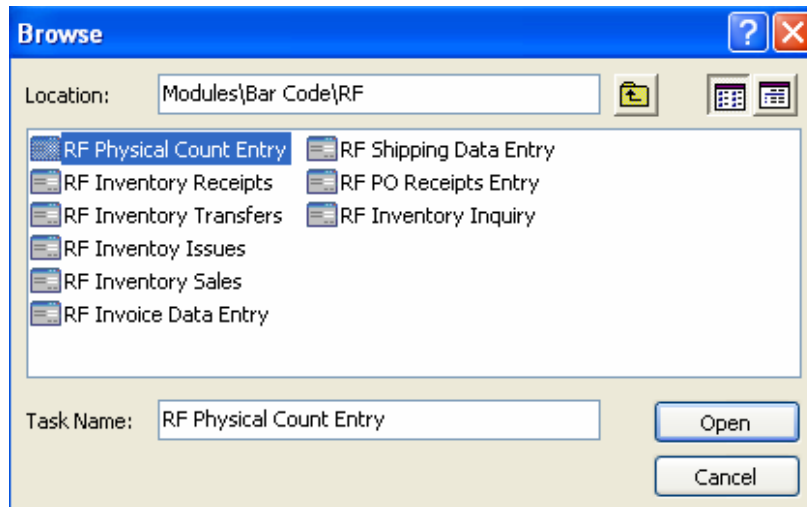 Browse
Location: Modules\Bar Code\RF
RF Physical Count Entry RF Shipping Data Entry
RF Inventory Receipts RF PO Receipts Entry
RF Inventory Transfers RF Inventory Inquiry
RF Inventoy Issues
RF Inventory Sales
RF Invoice Data Entry
Task Name: RF Physical Count Entry Open
Cancel